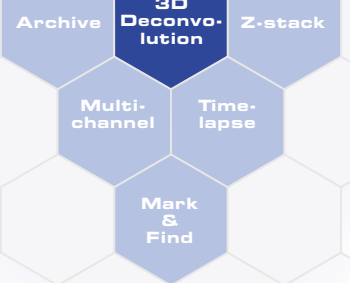 3D
Deconvo-
lution
Archive
Z-stack
Multi-
channel
Time-
lapse
Mark
&
Find